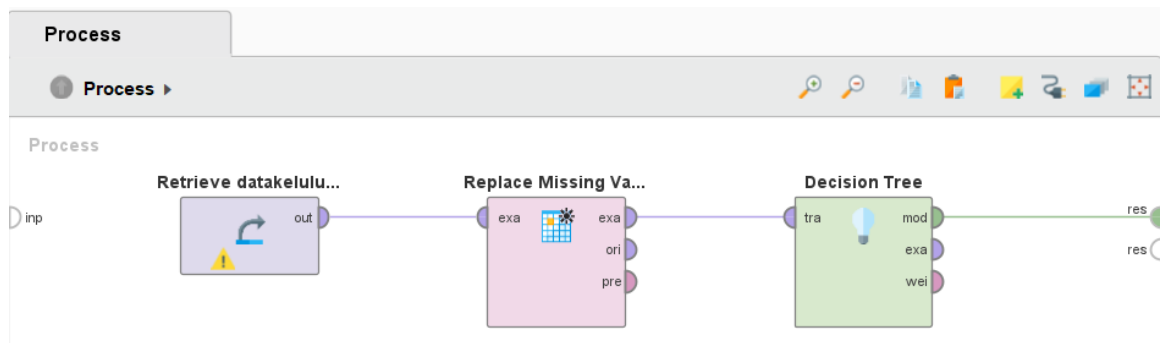 Process
Process
Process
Retrieve datakelulu... Replace Missing Va... Decision Tree
inp out exa exa tra mod res
ori exa res
pre wei